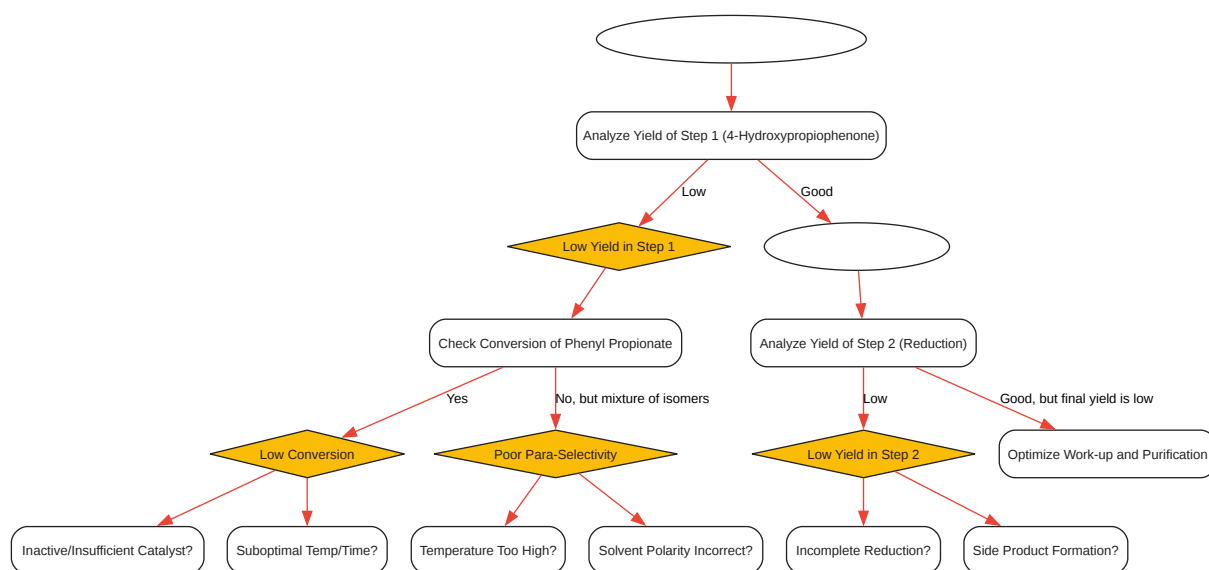 Analyze Yield of Step 1 (4-Hydroxypropiophenone)
Low
Good
Low Yield in Step 1
Check Conversion of Phenyl Propionate
Analyze Yield of Step 2 (Reduction)
Yes
No, but mixture of isomers
Low
Good, but final yield is low
Low Conversion
Poor Para-Selectivity
Low Yield in Step 2
Optimize Work-up and Purification
Inactive/Insufficient Catalyst?
Suboptimal Temp/Time?
Temperature Too High?
Solvent Polarity Incorrect?
Incomplete Reduction?
Side Product Formation?